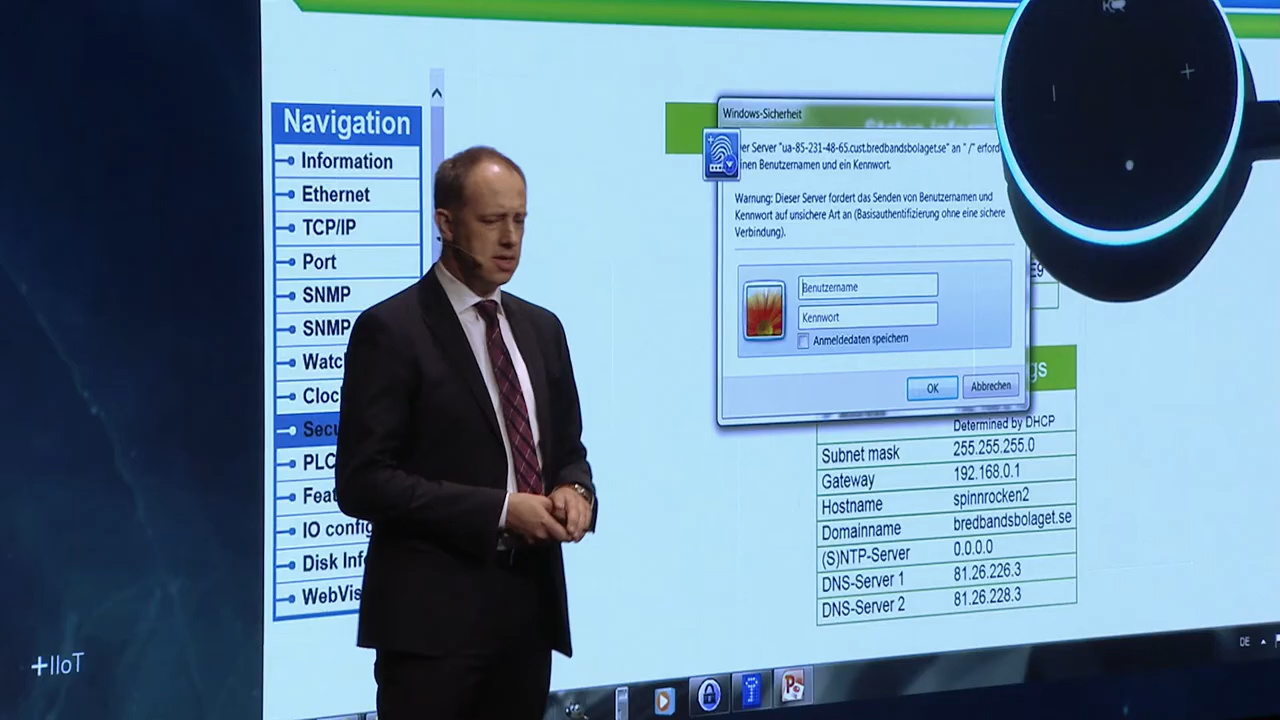 Navigation
Information
Ethernet
TCP/IP
Port
SNMP
SNMP
Cloc
Secu
PLC
Feat
IO config
Disk Inf
WebVis
Windows-Sicherheit
er Server "ua-85-231-48-65.cust.bredbandsbolaget.se" an "/" erford
inen Benutzernamen und ein Kennwort.
Warnung: Dieser Server fordert das Senden von Benutzernamen und
Kennwort auf unsichere Art an (Basisauthentifizierung ohne eine sichere
Verbindung).
Benutzername
Kennwort
Anmeldedaten speichern
OK
Abbrechen
E9
gs
Determined by DHCP
Subnet mask 255.255.255.0
Gateway 192.168.0.1
Hostname spinnrocken2
Domainname bredbandsbolaget.se
(S)NTP-Server 0.0.0.0
DNS-Server 1 81.26.226.3
DNS-Server 2 81.26.228.3
DE
+IIoT